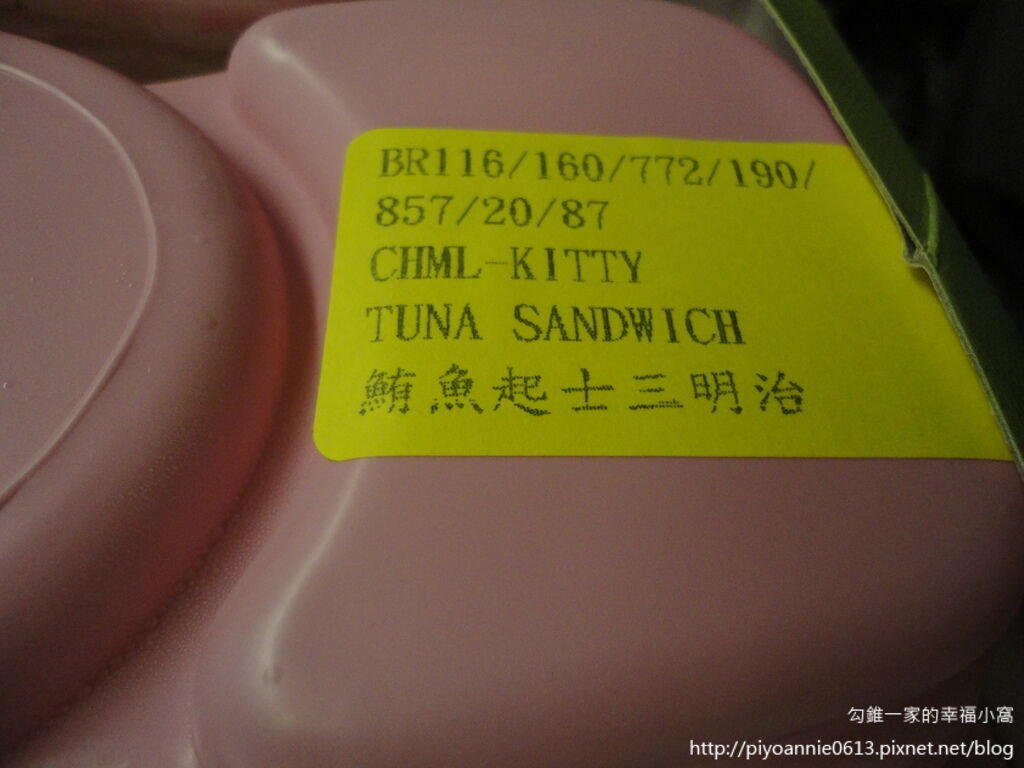 BR116/160/772/190/
857/20/87
CHML-KITTY
TUNA SANDWICH
鮪魚起士三明治
勾錐一家的幸福小窩
http://piyoannie0613.pixnet.net/blog